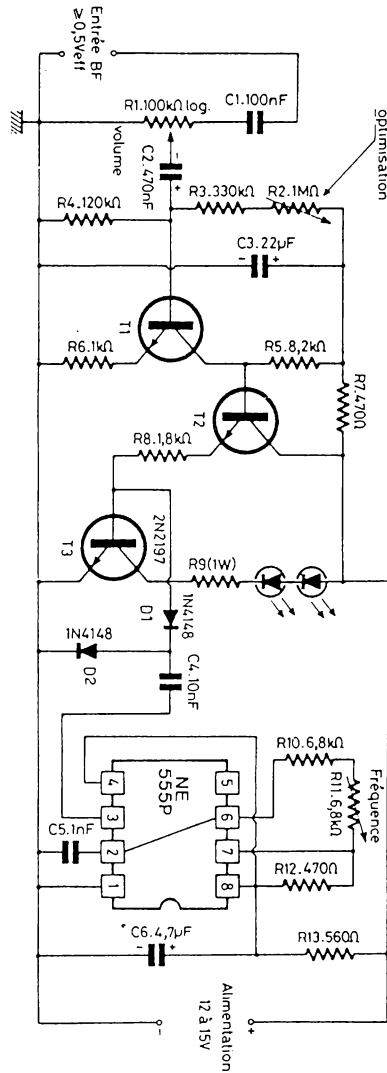 Entrée BF
⩾ 0,5Veff
C1.100nF
R1.100kΩ log.
volume
C2.470nF
- +
R4.120kΩ
R3.330kΩ
R2.1MΩ
optimisation
C3.22µF
- +
T1
R6.1kΩ
R5.8,2kΩ
T2
R7.470Ω
R8.1,8kΩ
T3
2N2197
R9(1W)
1N4148
D1
1N4148
D2
C4.10nF
NE
555P
4
3
2
1
5
6
7
8
C5.1nF
R10.6,8kΩ
R11.6,8kΩ
Fréquence
R12.470Ω
C6.4,7µF
- +
R13.560Ω
Alimentation
12 à 15V
- +